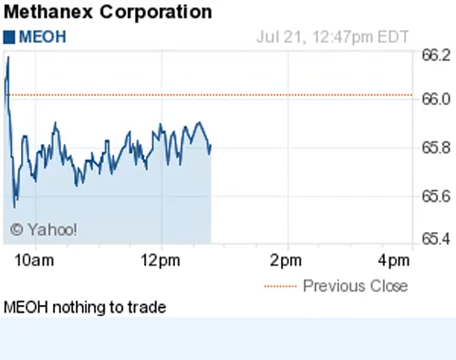 Methanex Corporation
MEOH Jul 21, 12:47pm EDT
66.2
66.0
65.8
65.6
65.4
© Yahoo!
10am 12pm 2pm 4pm
Previous Close
MEOH nothing to trade